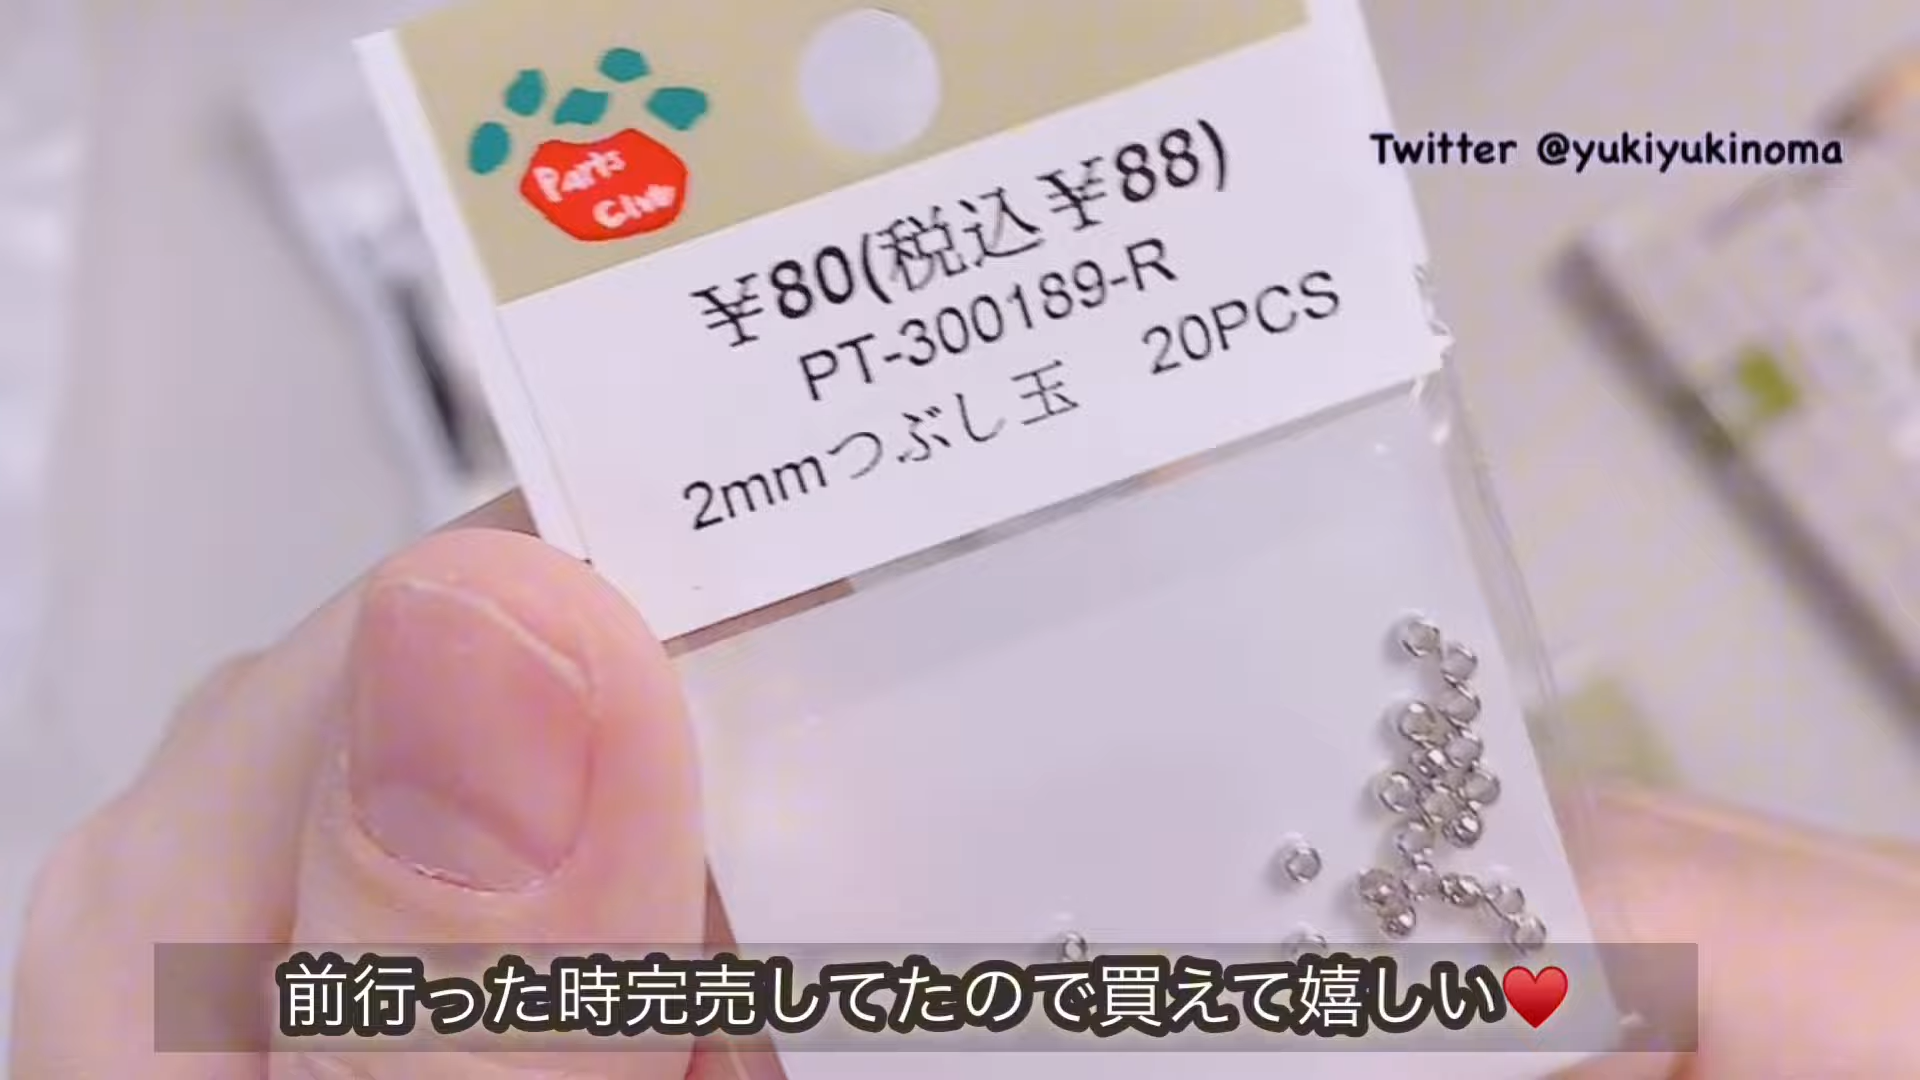 Parts
Club
Twitter @yukiyukinoma
¥80(税込¥88)
PT-300189-R
2mmつぶし玉 20PCS
前行った時完売してたので買えて嬉しい♥